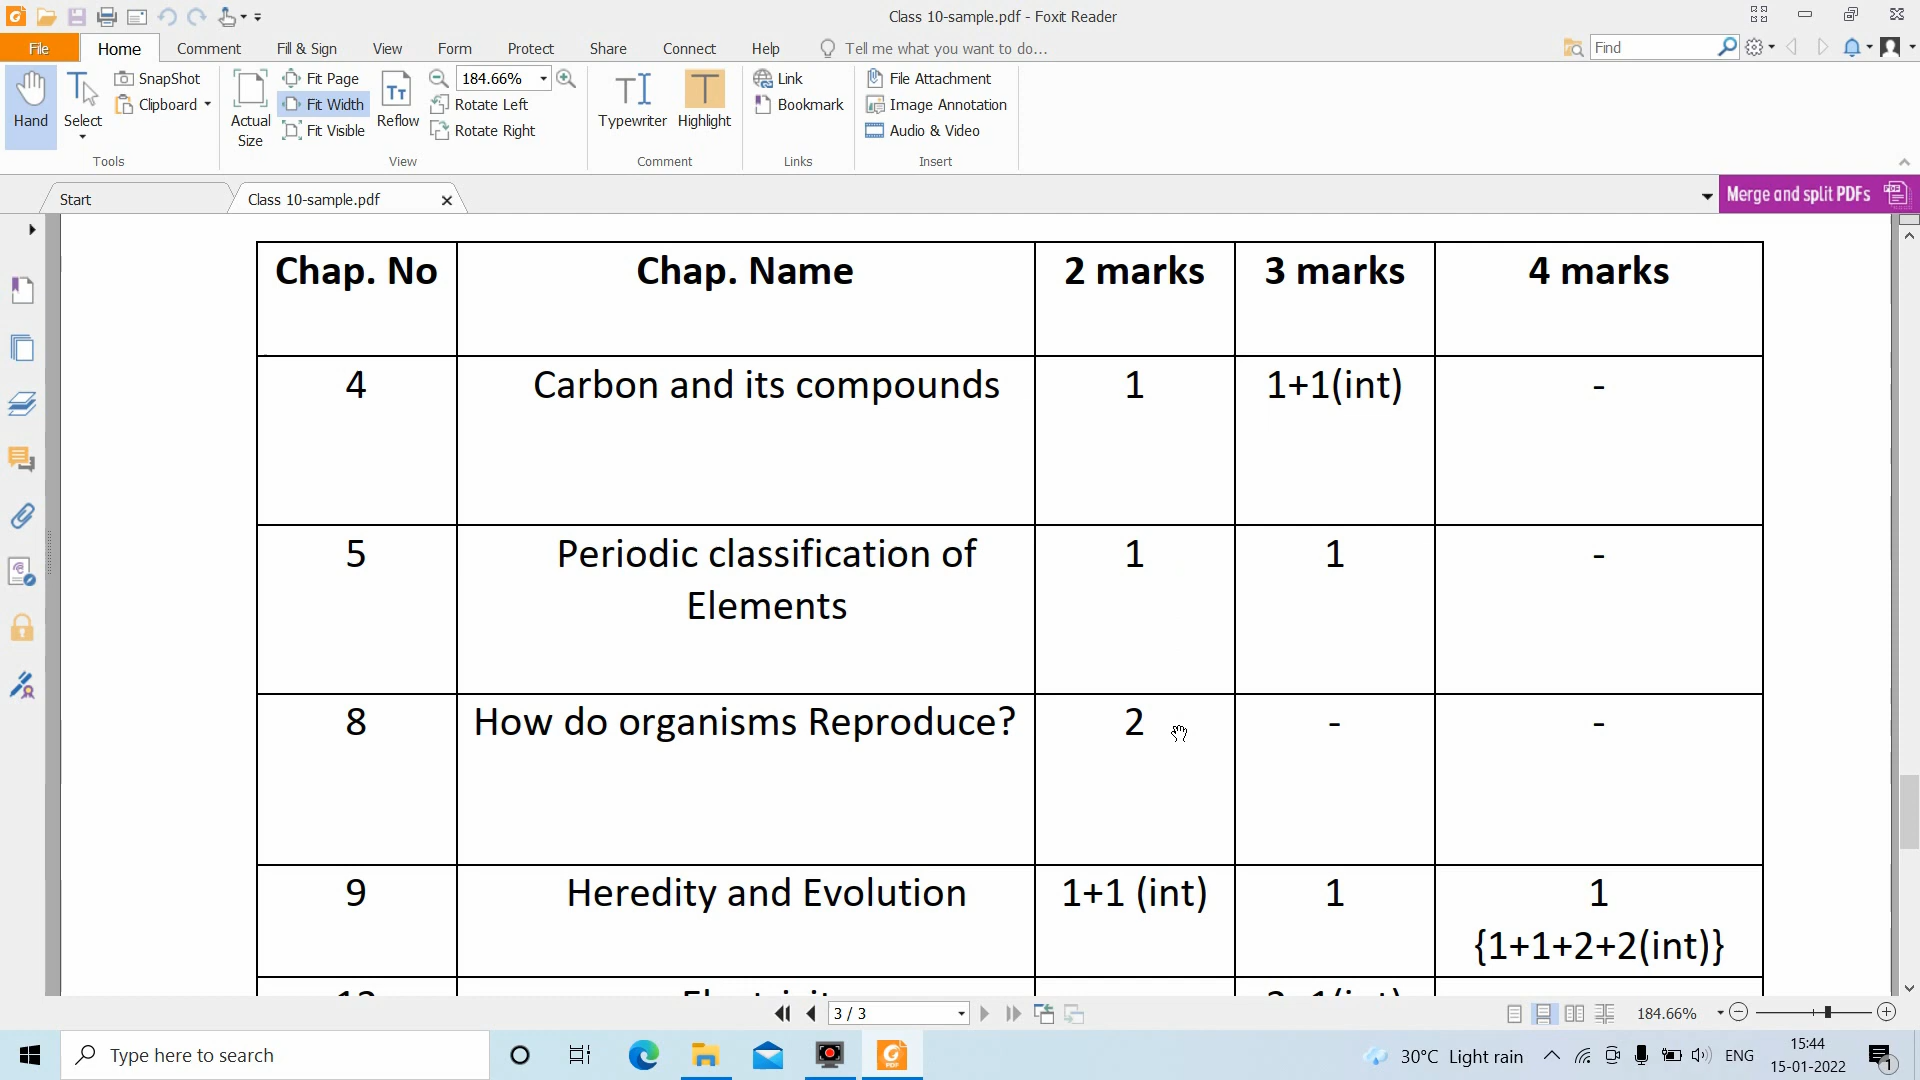 Class 10-sample.pdf - Foxit Reader
File Home Comment Fill & Sign View Form Protect Share Connect Help Tell me what you want to do... Find
Hand
Select
SnapShot
Clipboard
Tools
Actual
Size
Fit Page
Fit Width
Fit Visible
Reflow
184.66%
Rotate Left
Rotate Right
View
Typewriter
Highlight
Comment
Link
Bookmark
Links
File Attachment
Image Annotation
Audio & Video
Insert
Start
Class 10-sample.pdf
Merge and split PDFs
Chap. No Chap. Name 2 marks 3 marks 4 marks
4 Carbon and its compounds 1 1+1(int) -
5 Periodic classification of 1 1 -
Elements
8 How do organisms Reproduce? 2 - -
9 Heredity and Evolution 1+1 (int) 1 1
{1+1+2+2(int)}
3 / 3
184.66%
Type here to search
30°C Light rain
ENG
15:44
15-01-2022
1